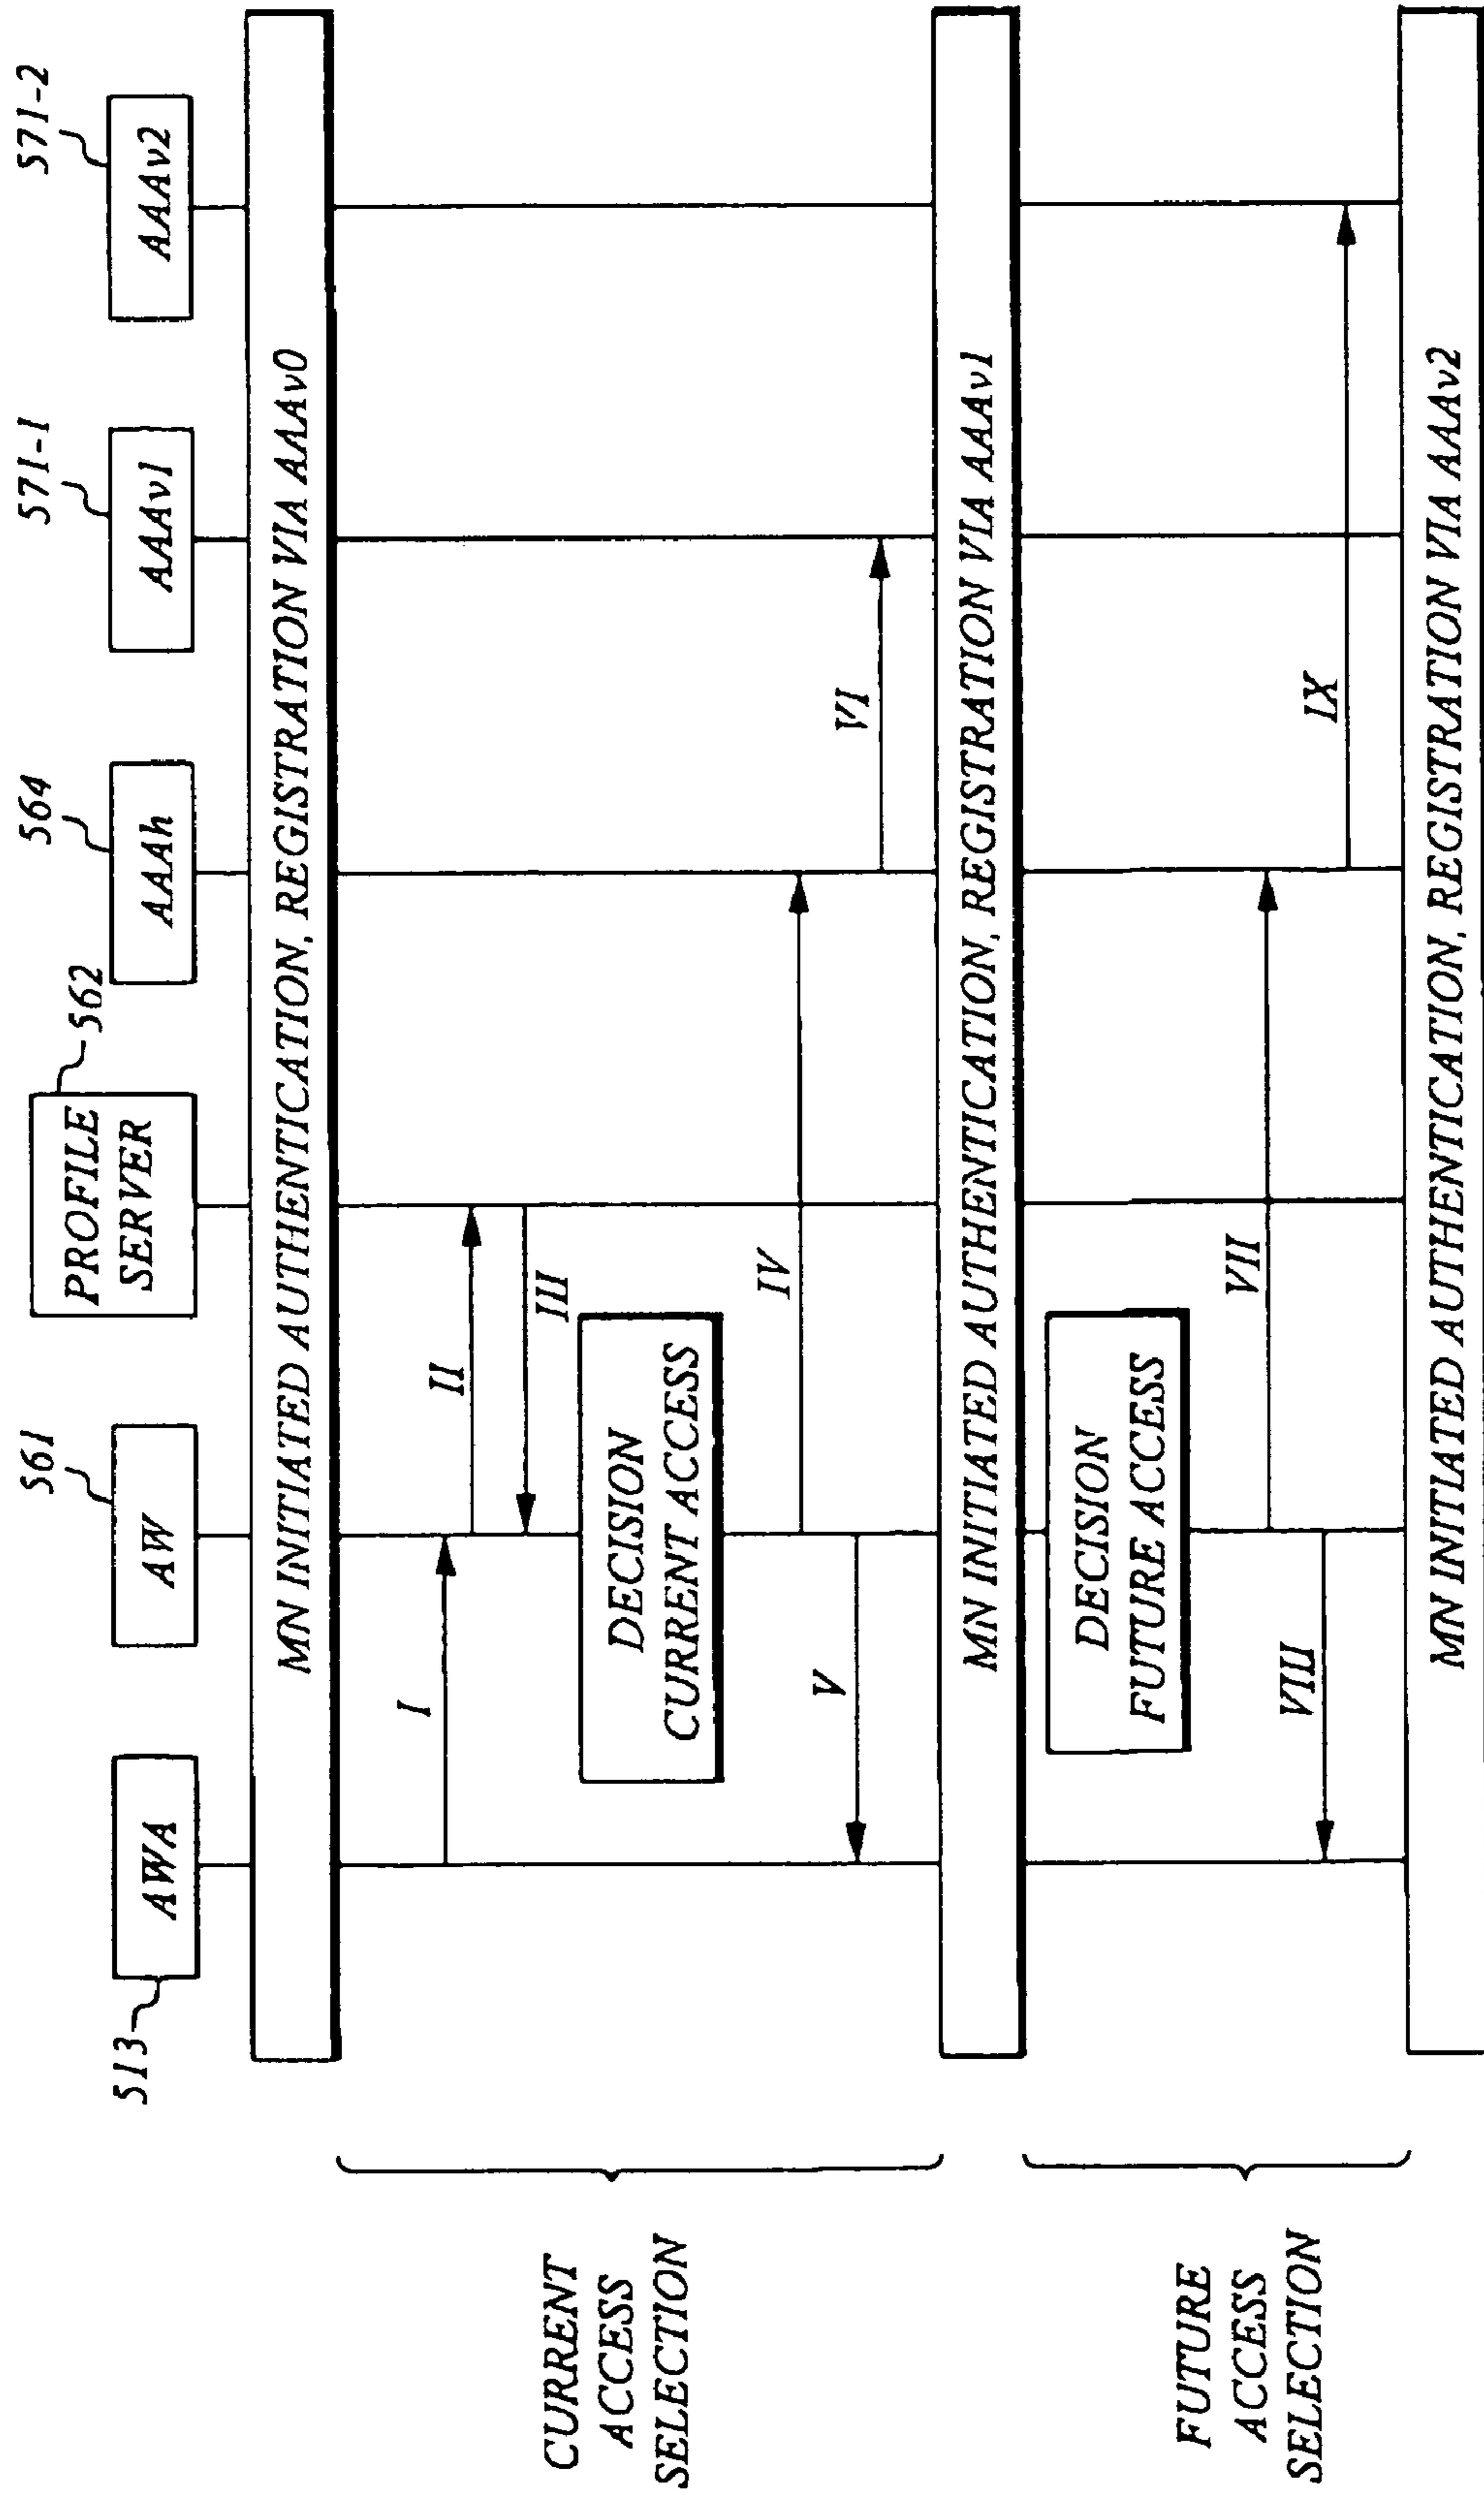 513
AWA
561
AW
562
PROFILE
SERVER
564
AAAh
571-1
AAAv1
571-2
AAAv2
MN INITIATED AUTHENTICATION, REGISTRATION VIA AAAv0
CURRENT
ACCESS
SELECTION
I
II
III
DECISION
CURRENT ACCESS
IV
V
VI
MN INITIATED AUTHENTICATION, REGISTRATION VIA AAAv1
FUTURE
ACCESS
SELECTION
DECISION
FUTURE ACCESS
VII
VIII
IX
MN INITIATED AUTHENTICATION, REGISTRATION VIA AAAv2